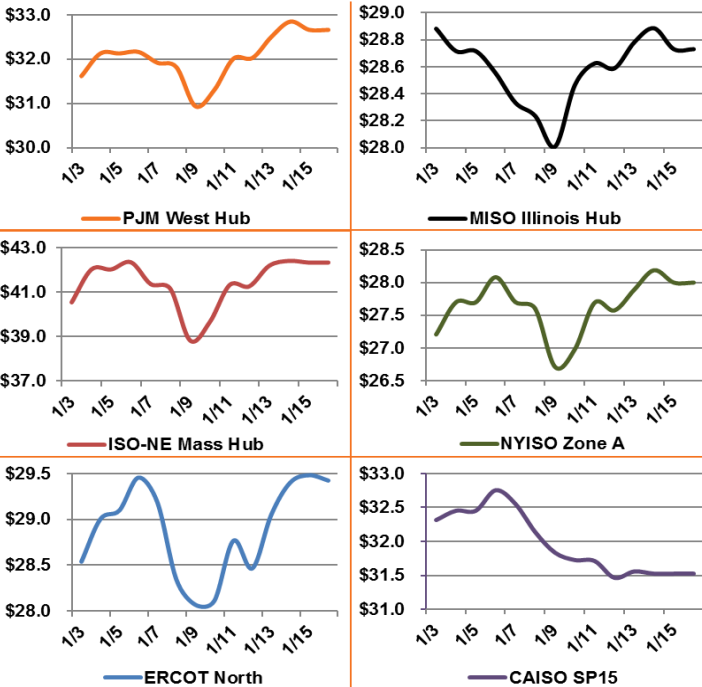 $33.0
$32.0
$31.0
$30.0
1/3 1/5 1/7 1/9 1/11 1/13 1/15
PJM West Hub
$29.0
$28.8
$28.6
$28.4
$28.2
$28.0
1/3 1/5 1/7 1/9 1/11 1/13 1/15
MISO Illinois Hub
$43.0
$41.0
$39.0
$37.0
1/3 1/5 1/7 1/9 1/11 1/13 1/15
ISO-NE Mass Hub
$28.5
$28.0
$27.5
$27.0
$26.5
1/3 1/5 1/7 1/9 1/11 1/13 1/15
NYISO Zone A
$29.5
$29.0
$28.5
$28.0
1/3 1/5 1/7 1/9 1/11 1/13 1/15
ERCOT North
$33.0
$32.5
$32.0
$31.5
$31.0
1/3 1/5 1/7 1/9 1/11 1/13 1/15
CAISO SP15